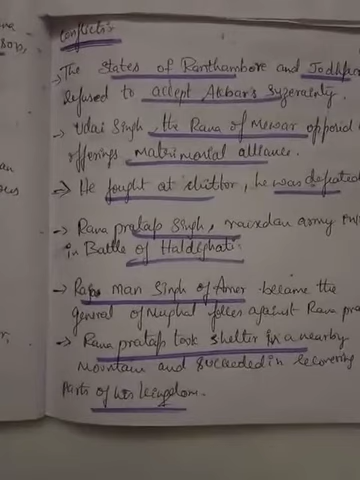 conflicts:
→ The states of Ranthambore and Jodhpur
refused to accept Akbar's suzerainty.
→ Udai Singh, the Rana of Mewar opposed
offerings matrimonial alliance.
→ He fought at chittor, he was defeated
→ Rana pratap Singh, army
in Battle of Haldighati.
→ Raja man Singh of Amer became the
general of Mughal forces against Rana pra
→ Rana pratap took shelter in a nearby
Mountain and succeeded in recovering
Parts of his kingdom.